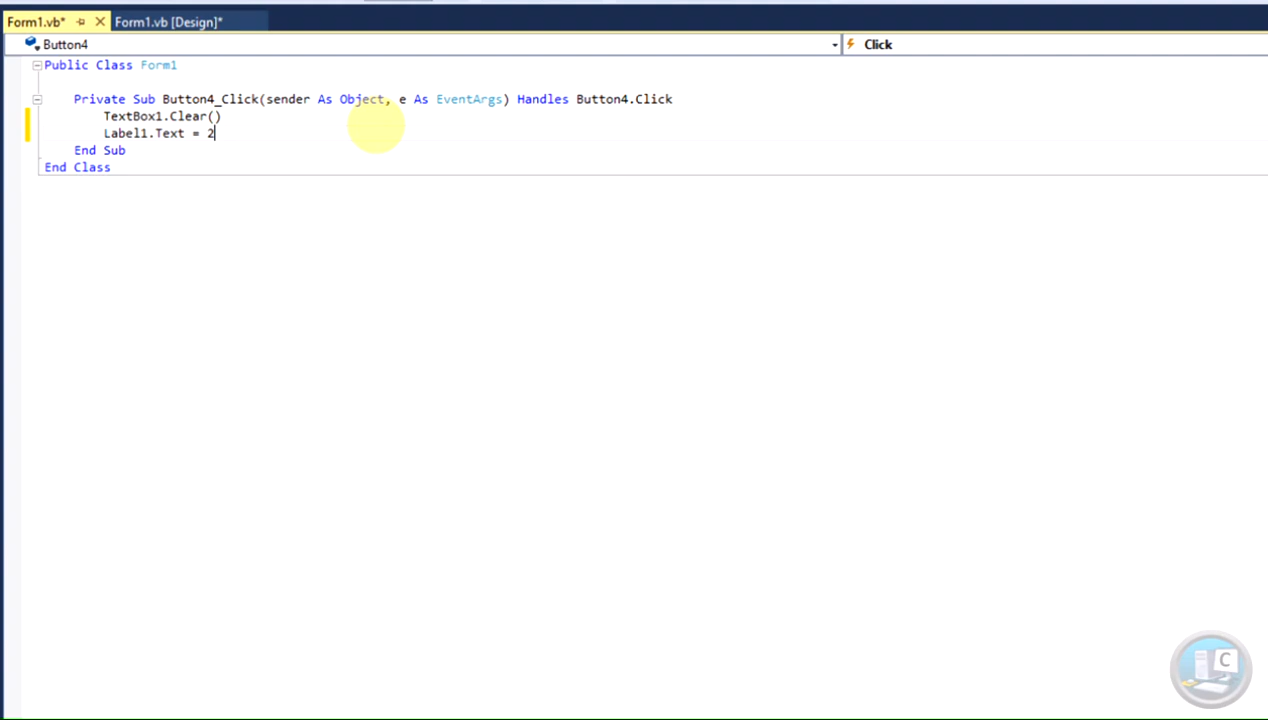 Form1.vb* Form1.vb [Design]*
Button4 Click
Public Class Form1
Private Sub Button4_Click(sender As Object, e As EventArgs) Handles Button4.Click
TextBox1.Clear()
Label1.Text = 2
End Sub
End Class
C